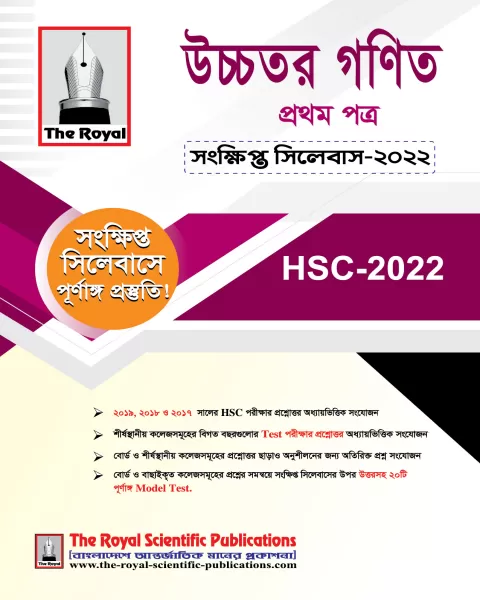 The Royal
উচ্চতর গণিত
প্রথম পত্র
সংক্ষিপ্ত সিলেবাস-২০২২
সংক্ষিপ্ত
সিলেবাসে
পূর্ণাঙ্গ প্রস্তুতি!
HSC-2022
২০১৯, ২০১৮ ও ২০১৭ সালের HSC পরীক্ষার প্রশ্নোত্তর অধ্যায়ভিত্তিক সংযোজন
শীর্ষস্থানীয় কলেজসমূহের বিগত বছরগুলোর Test পরীক্ষার প্রশ্নোত্তর অধ্যায়ভিত্তিক সংযোজন
বোর্ড ও শীর্ষস্থানীয় কলেজসমূহের প্রশ্নোত্তর ছাড়াও অনুশীলনের জন্য অতিরিক্ত প্রশ্ন সংযোজন
বোর্ড ও বাছাইকৃত কলেজসমূহের প্রশ্নের সমন্বয়ে সংক্ষিপ্ত সিলেবাসের উপর উত্তরসহ ২০টি
পূর্ণাঙ্গ Model Test.
The Royal Scientific Publications
[বাংলাদেশে আন্তর্জাতিক মানের প্রকাশনা]
www.the-royal-scientific-publications.com